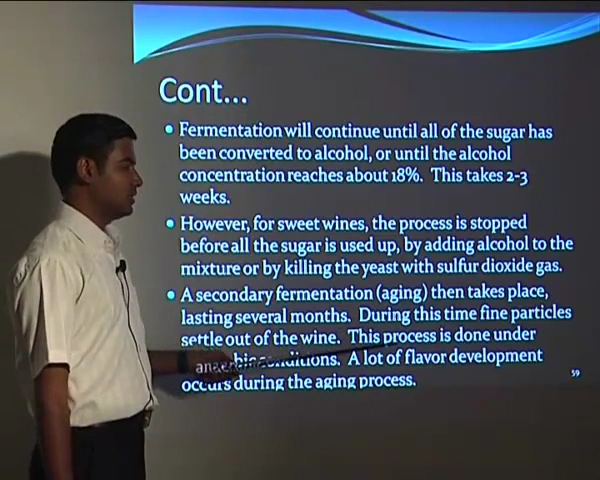 Cont...
• Fermentation will continue until all of the sugar has
been converted to alcohol, or until the alcohol
concentration reaches about 18%. This takes 2-3
weeks.
• However, for sweet wines, the process is stopped
before all the sugar is used up, by adding alcohol to the
mixture or by killing the yeast with sulfur dioxide gas.
• A secondary fermentation (aging) then takes place,
lasting several months. During this time fine particles
settle out of the wine. This process is done under
anaerobic conditions. A lot of flavor development
occurs during the aging process.
59